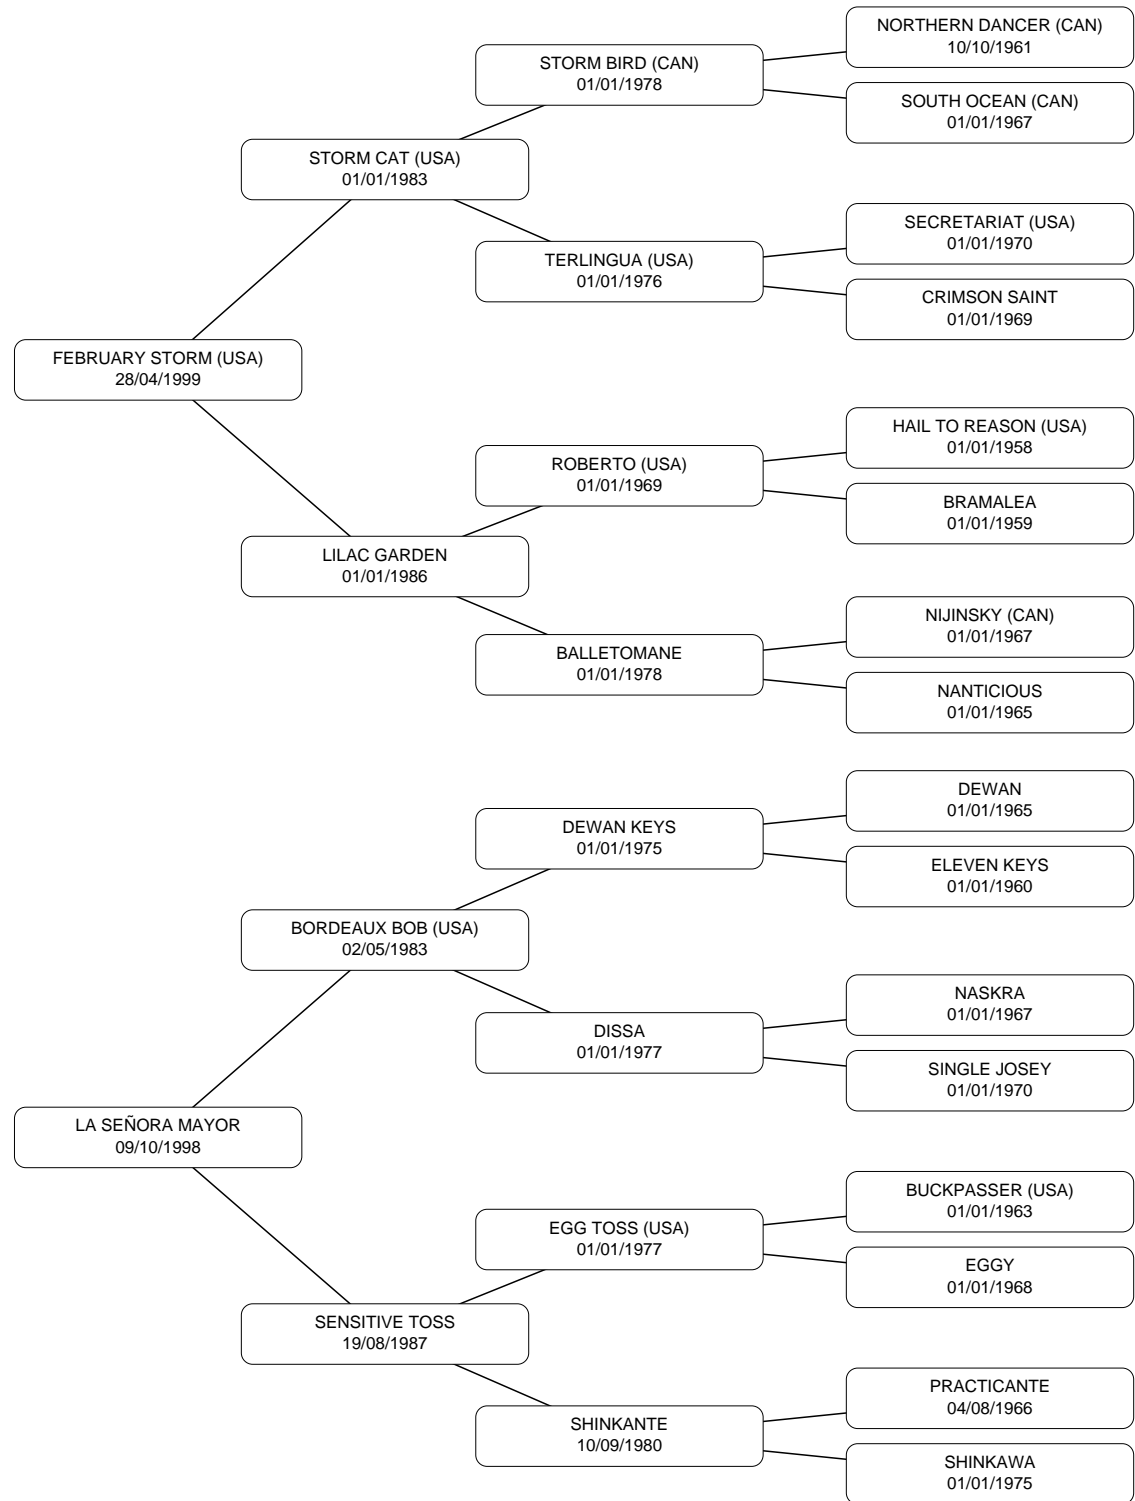 NORTHERN DANCER (CAN)
10/10/1961
STORM BIRD (CAN)
01/01/1978
SOUTH OCEAN (CAN)
01/01/1967
STORM CAT (USA)
01/01/1983
SECRETARIAT (USA)
01/01/1970
TERLINGUA (USA)
01/01/1976
CRIMSON SAINT
01/01/1969
FEBRUARY STORM (USA)
28/04/1999
HAIL TO REASON (USA)
01/01/1958
ROBERTO (USA)
01/01/1969
BRAMALEA
01/01/1959
LILAC GARDEN
01/01/1986
NIJINSKY (CAN)
01/01/1967
BALLETOMANE
01/01/1978
NANTICIOUS
01/01/1965
DEWAN
01/01/1965
DEWAN KEYS
01/01/1975
ELEVEN KEYS
01/01/1960
BORDEAUX BOB (USA)
02/05/1983
NASKRA
01/01/1967
DISSA
01/01/1977
SINGLE JOSEY
01/01/1970
LA SEÑORA MAYOR
09/10/1998
BUCKPASSER (USA)
01/01/1963
EGG TOSS (USA)
01/01/1977
EGGY
01/01/1968
SENSITIVE TOSS
19/08/1987
PRACTICANTE
04/08/1966
SHINKANTE
10/09/1980
SHINKAWA
01/01/1975